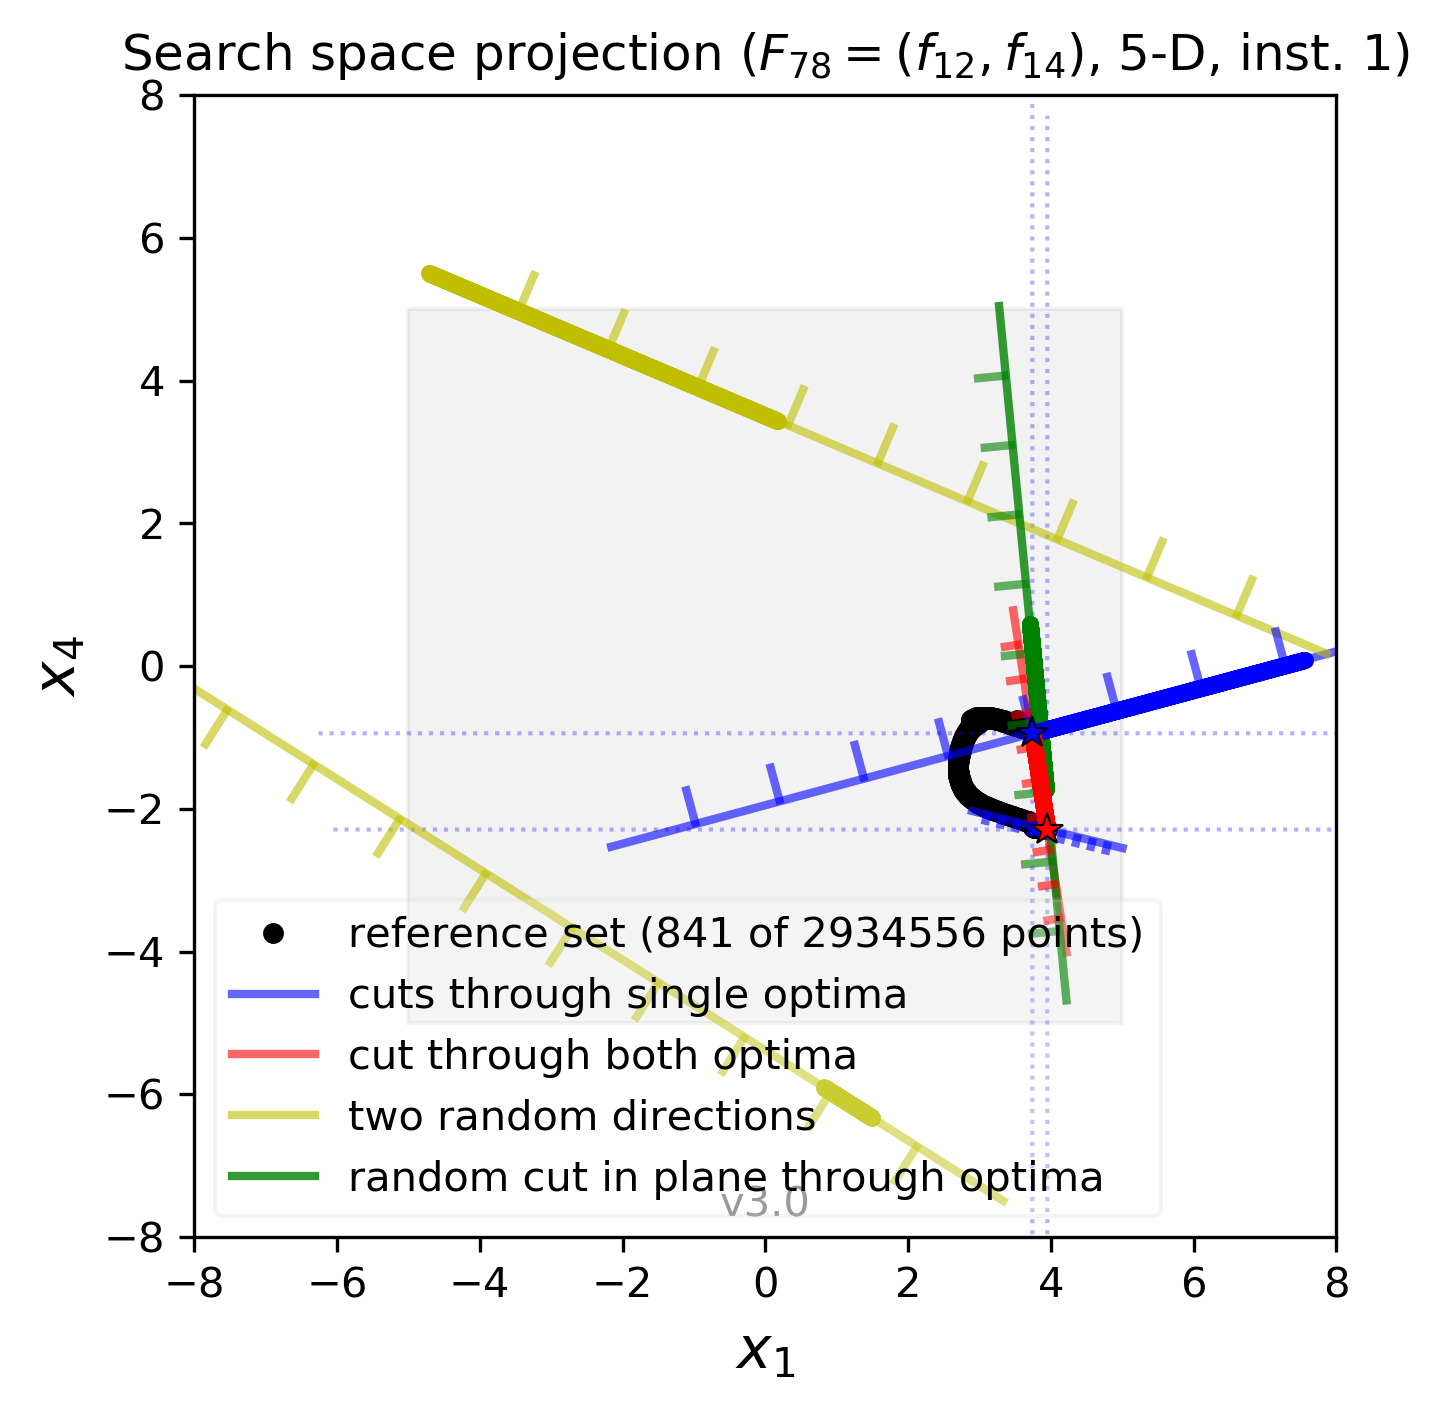 Search space projection (F78 = (f12, f14), 5-D, inst. 1)
8
6
4
2
0
−2
−4
−6
−8
x4
reference set (841 of 2934556 points)
cuts through single optima
cut through both optima
two random directions
random cut in plane through optima
v3.0
−8 −6 −4 −2 0 2 4 6 8
x1